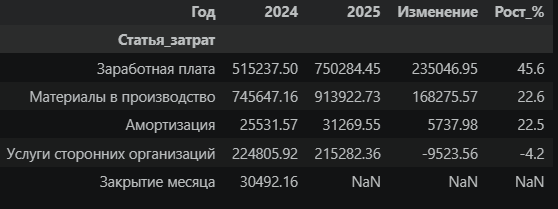 Год 2024 2025 Изменение Рост_%
Статья_затрат
Заработная плата 515237.50 750284.45 235046.95 45.6
Материалы в производство 745647.16 913922.73 168275.57 22.6
Амортизация 25531.57 31269.55 5737.98 22.5
Услуги сторонних организаций 224805.92 215282.36 -9523.56 -4.2
Закрытие месяца 30492.16 NaN NaN NaN